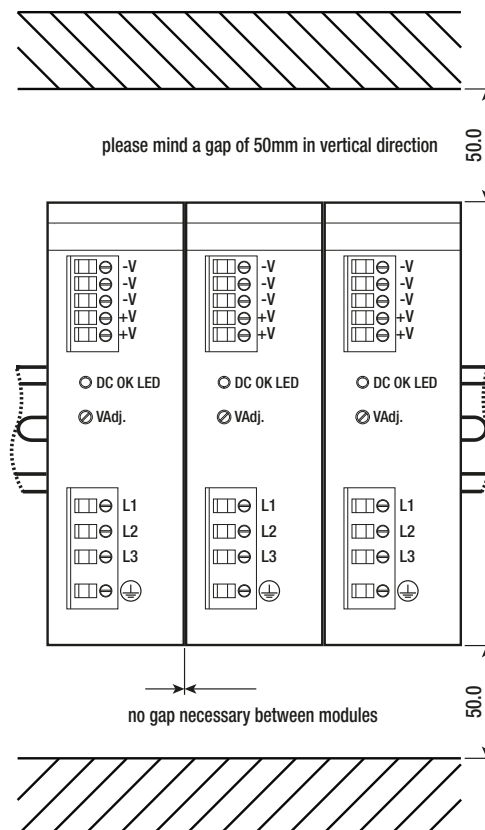 please mind a gap of 50mm in vertical direction
50.0
-V -V -V
-V -V -V
-V -V -V
+V +V +V
+V +V +V
DC OK LED DC OK LED DC OK LED
VAdj. VAdj. VAdj.
L1 L1 L1
L2 L2 L2
L3 L3 L3
50.0
no gap necessary between modules